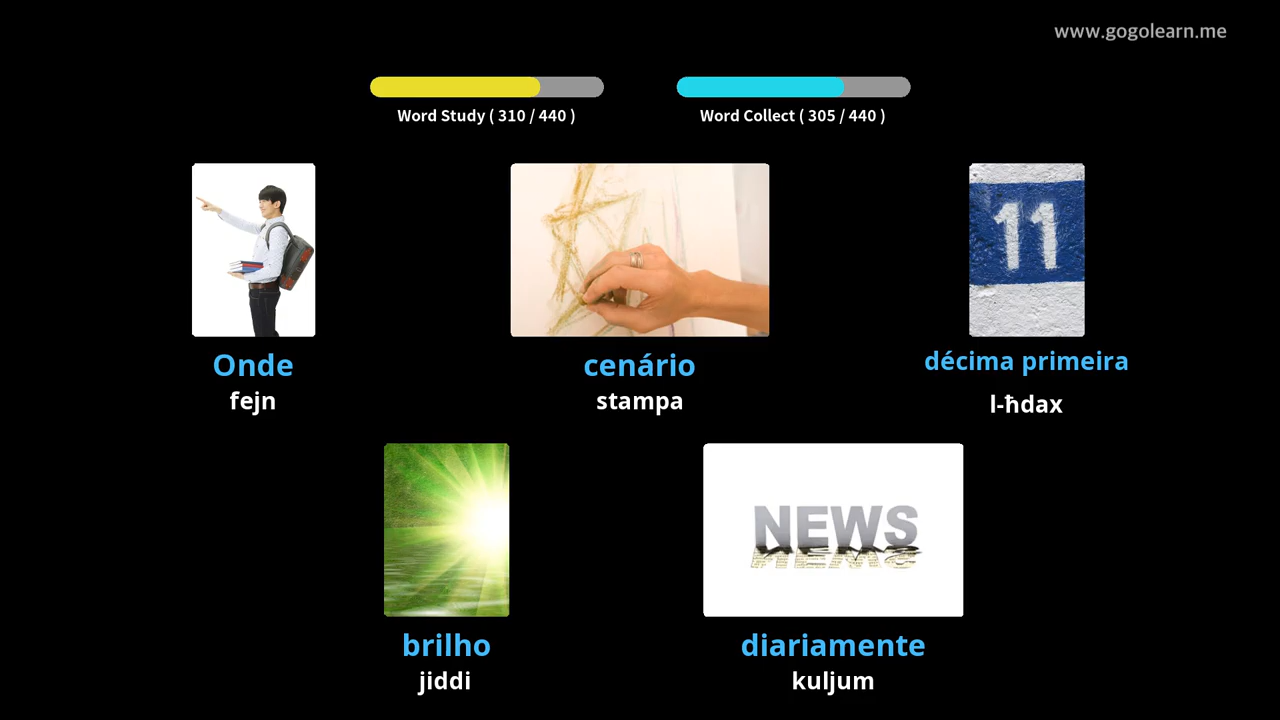 www.gogolearn.me
Word Study ( 310 / 440 )
Word Collect ( 305 / 440 )
11
Onde
fejn
cenário
stampa
décima primeira
l-ħdax
NEWS
brilho
jiddi
diariamente
kuljum